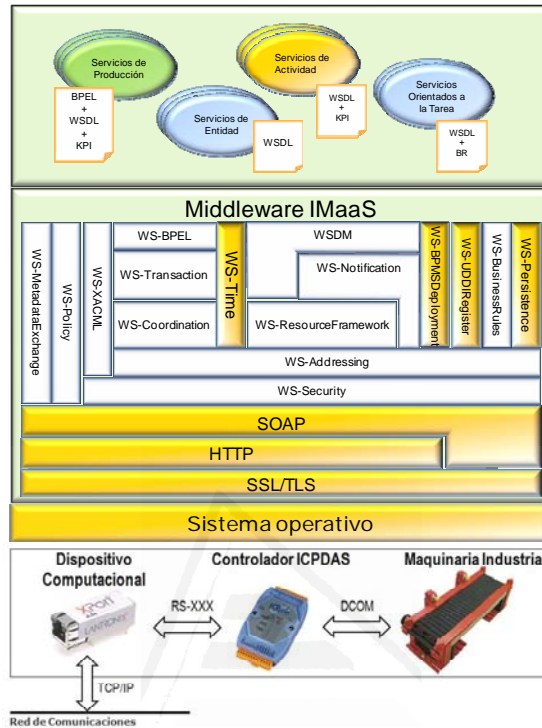 Servicios de
Producción
BPEL
+
WSDL
+
KPI
Servicios de
Entidad
WSDL
Servicios de
Actividad
WSDL
+
KPI
Servicios
Orientados a
la Tarea
WSDL
+
BR
Middleware IMaaS
WS-MetadataExchange
WS-Policy
WS-XACML
WS-BPEL
WS-Transaction
WS-Coordination
WS-Time
WSDM
WS-Notification
WS-ResourceFramework
WS-BPMSDeployment
WS-UDDIRegister
WS-BusinessRules
WS-Persistence
WS-Addressing
WS-Security
SOAP
HTTP
SSL/TLS
Sistema operativo
Dispositivo
Computacional
Controlador ICPDAS
Maquinaria Industria
XPort
LANTRONIX
RS-XXX
DCOM
TCP/IP
Red de Comunicaciones